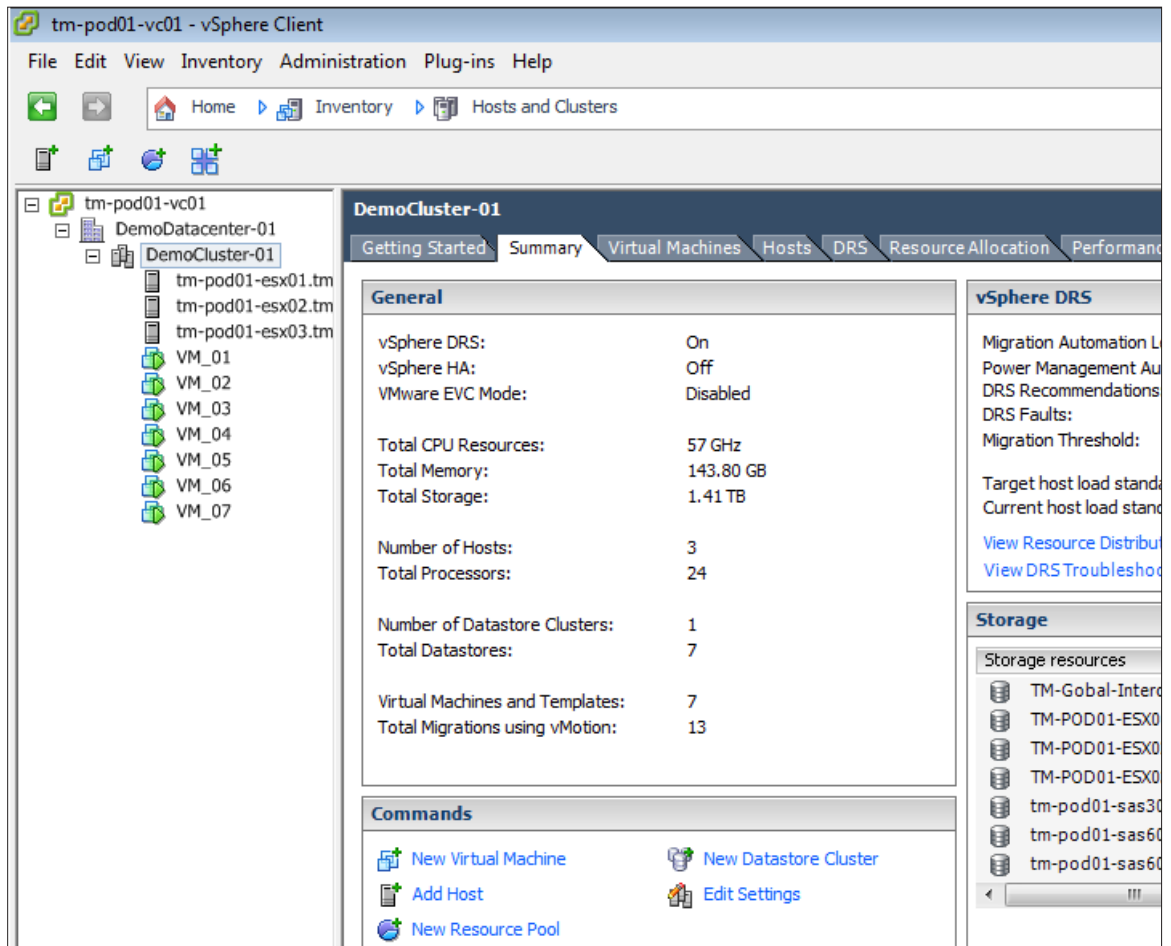 tm-pod01-vc01 - vSphere Client
File Edit View Inventory Administration Plug-ins Help
Home Inventory Hosts and Clusters
tm-pod01-vc01
DemoDatacenter-01
DemoCluster-01
tm-pod01-esx01.tm
tm-pod01-esx02.tm
tm-pod01-esx03.tm
VM_01
VM_02
VM_03
VM_04
VM_05
VM_06
VM_07
DemoCluster-01
Getting Started Summary Virtual Machines Hosts DRS Resource Allocation Performanc
General
vSphere DRS: On
vSphere HA: Off
VMware EVC Mode: Disabled
Total CPU Resources: 57 GHz
Total Memory: 143.80 GB
Total Storage: 1.41 TB
Number of Hosts: 3
Total Processors: 24
Number of Datastore Clusters: 1
Total Datastores: 7
Virtual Machines and Templates: 7
Total Migrations using vMotion: 13
Commands
New Virtual Machine New Datastore Cluster
Add Host Edit Settings
New Resource Pool
vSphere DRS
Migration Automation L
Power Management Au
DRS Recommendations
DRS Faults:
Migration Threshold:
Target host load standa
Current host load stand
View Resource Distribut
View DRS Troubleshoo
Storage
Storage resources
TM-Gobal-Interc
TM-POD01-ESX0
TM-POD01-ESX0
TM-POD01-ESX0
tm-pod01-sas30
tm-pod01-sas60
tm-pod01-sas60